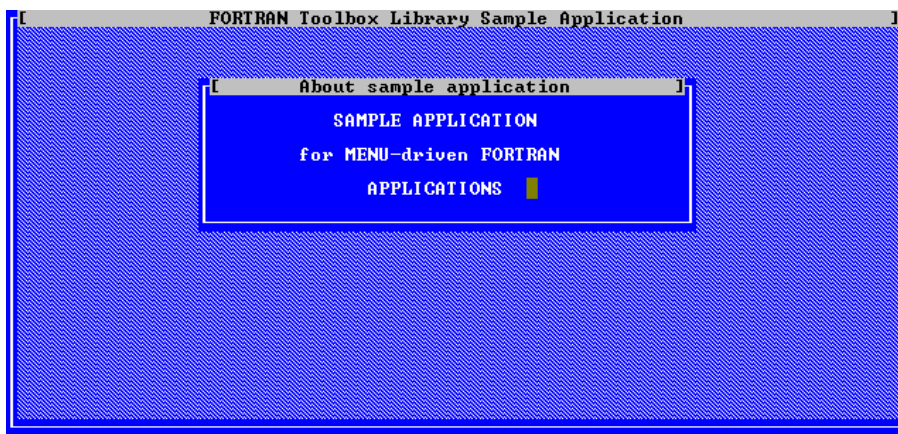 [ FORTRAN Toolbox Library Sample Application ]
[ About sample application ]
SAMPLE APPLICATION
for MENU-driven FORTRAN
APPLICATIONS